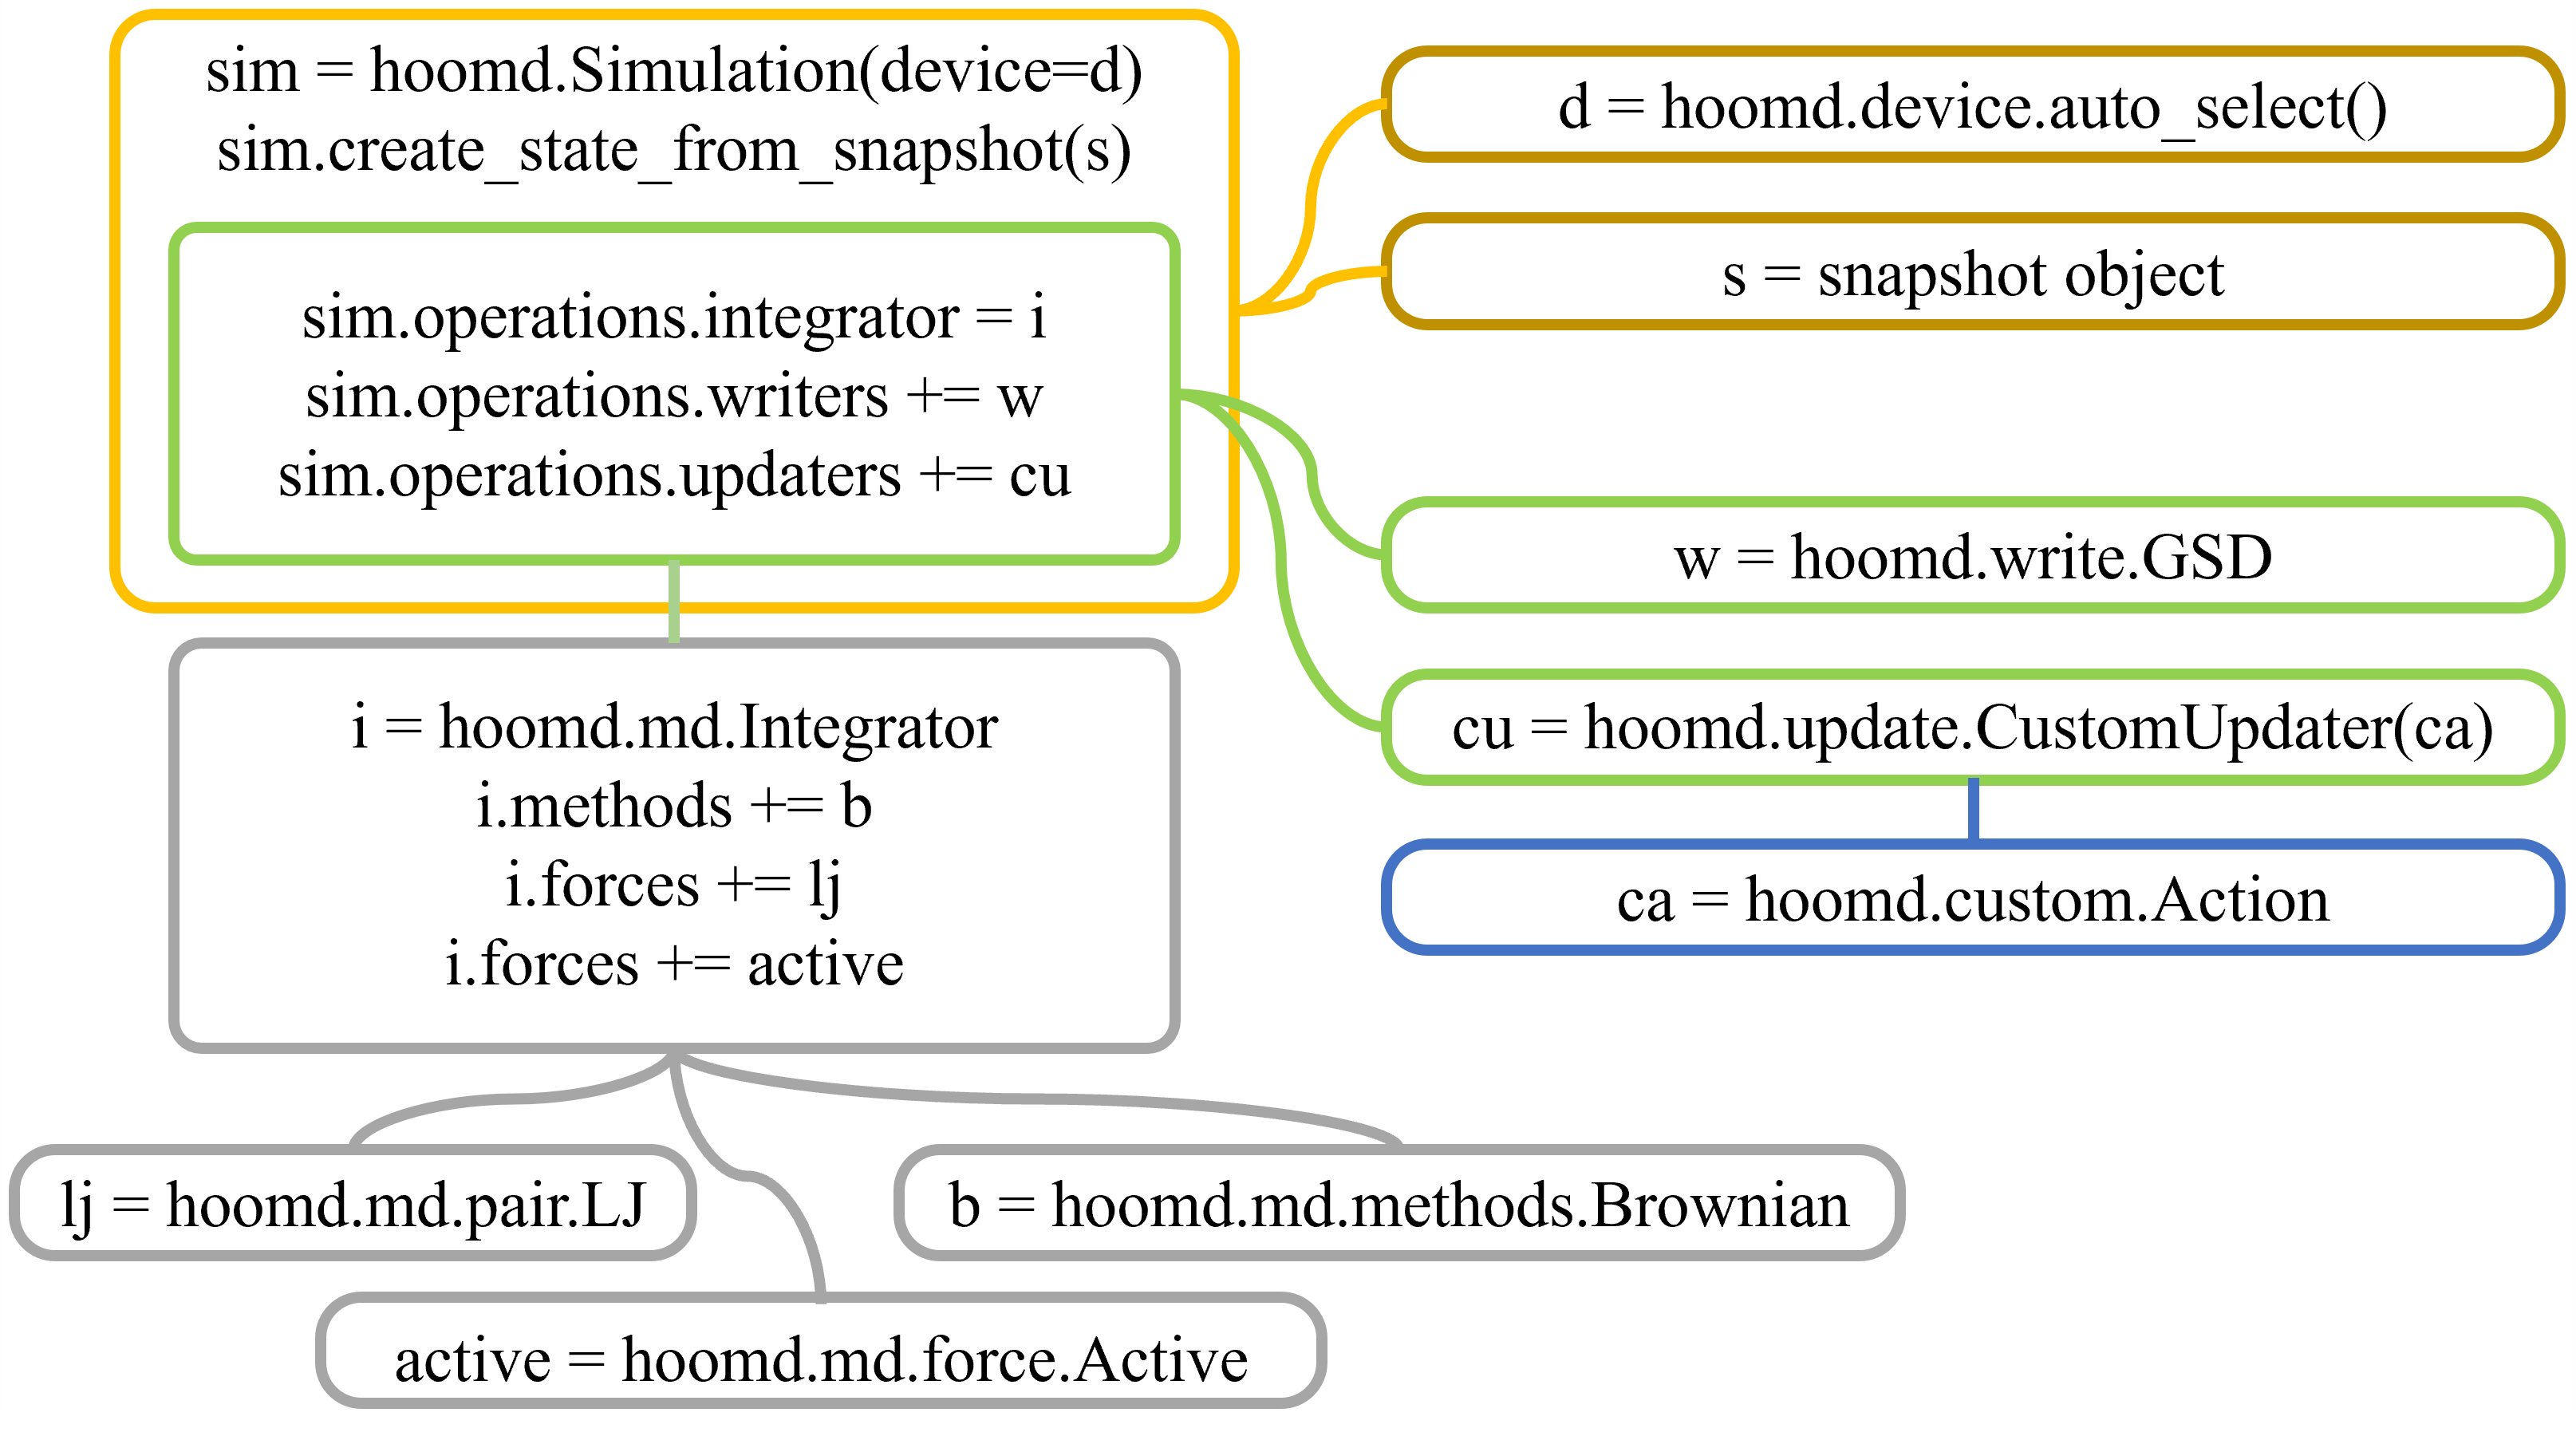 sim = hoomd.Simulation(device=d)
sim.create_state_from_snapshot(s)
sim.operations.integrator = i
sim.operations.writers += w
sim.operations.updaters += cu
d = hoomd.device.auto_select()
s = snapshot object
w = hoomd.write.GSD
cu = hoomd.update.CustomUpdater(ca)
ca = hoomd.custom.Action
i = hoomd.md.Integrator
i.methods += b
i.forces += lj
i.forces += active
lj = hoomd.md.pair.LJ
b = hoomd.md.methods.Brownian
active = hoomd.md.force.Active